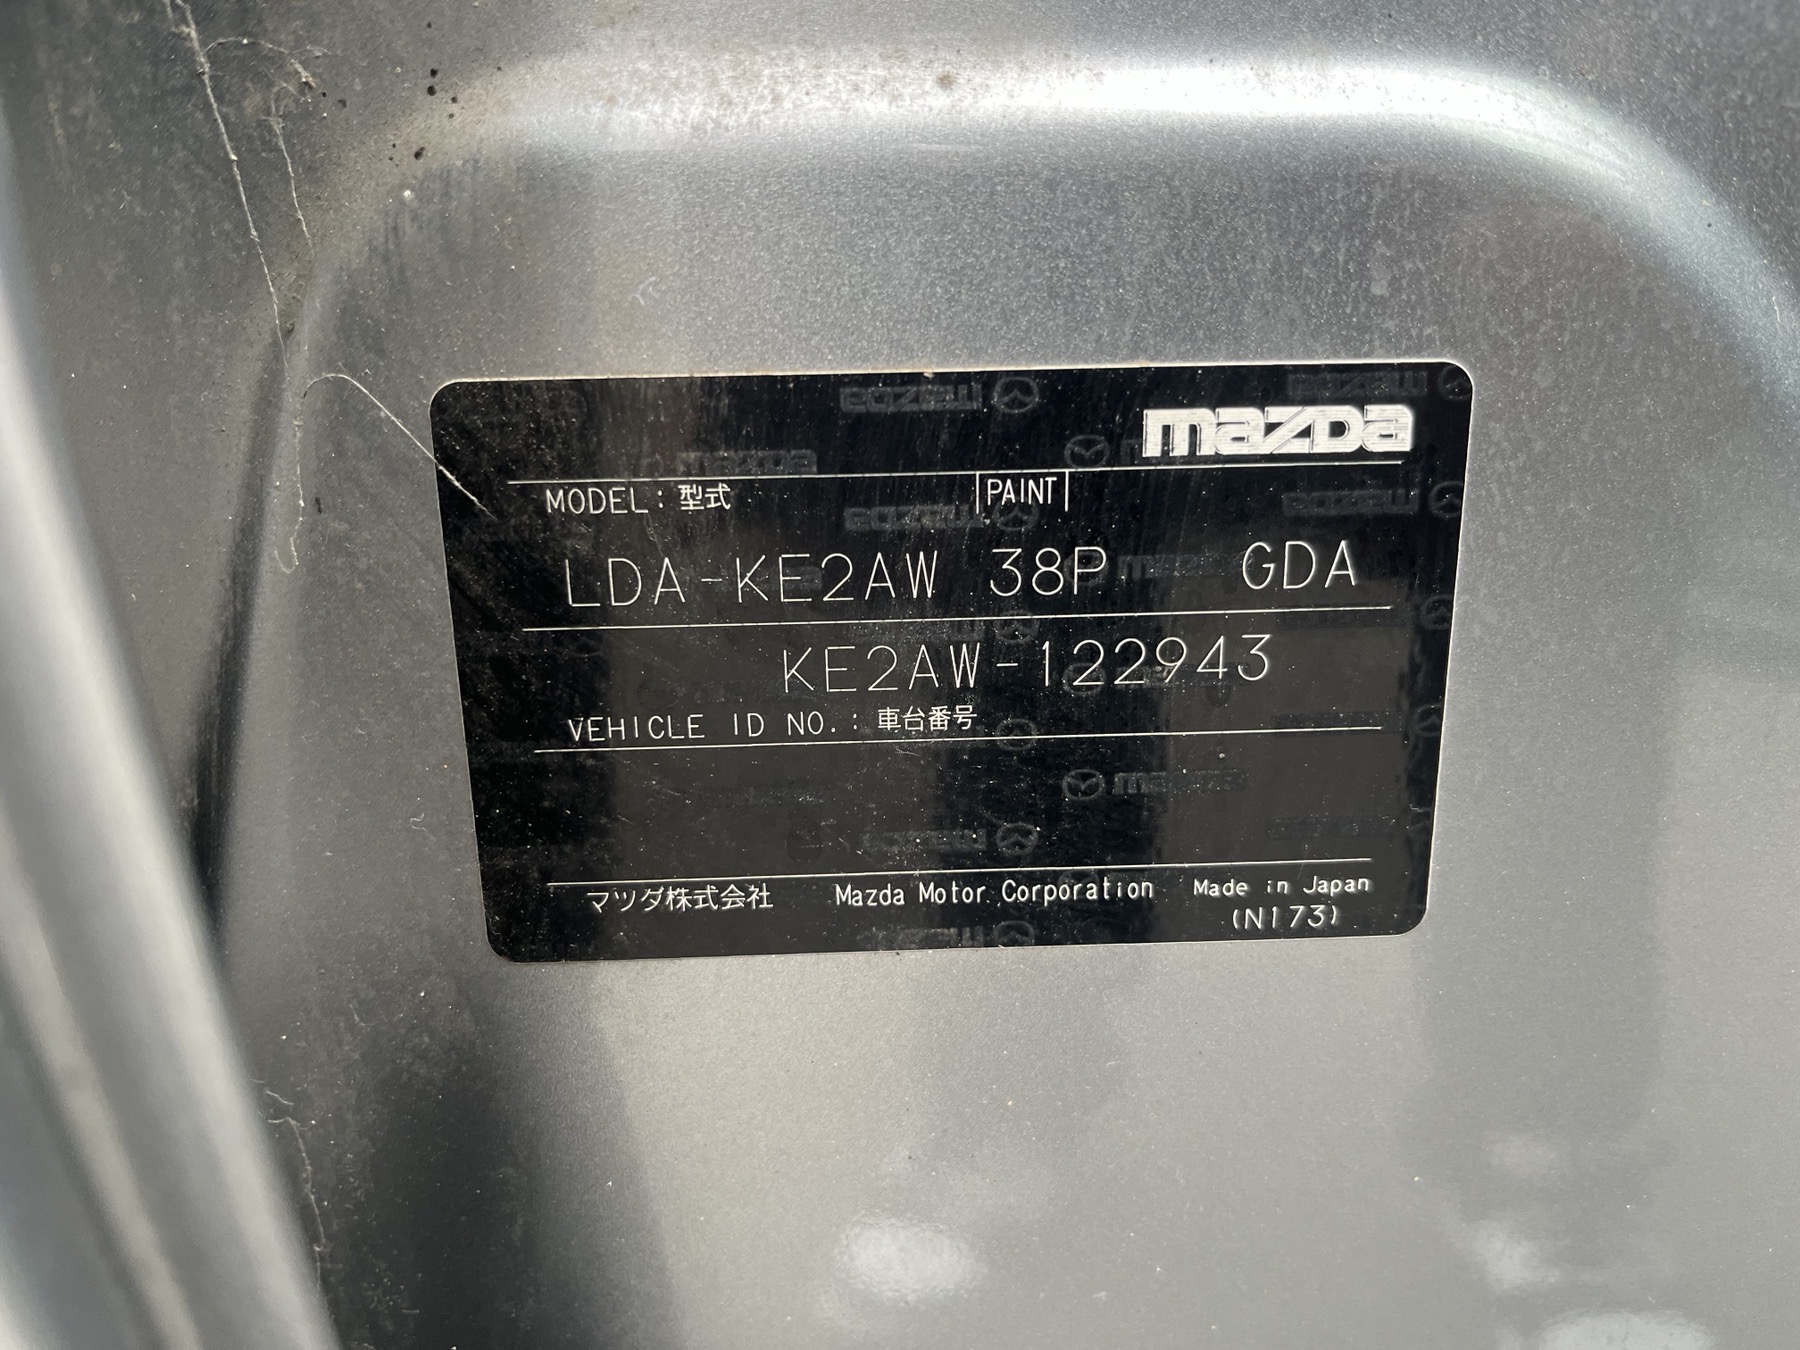 mazda
MODEL: 型式 PAINT
LDA-KE2AW 38P GDA
KE2AW-122943
VEHICLE ID NO.: 車台番号
マツダ株式会社 Mazda Motor Corporation Made in Japan
(N173)